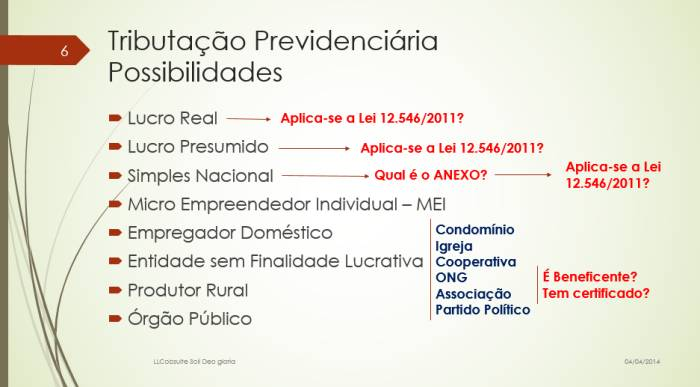 6
Tributação Previdenciária
Possibilidades
Lucro Real
Aplica-se a Lei 12.546/2011?
Lucro Presumido
Aplica-se a Lei 12.546/2011?
Simples Nacional
Qual é o ANEXO?
Aplica-se a Lei
12.546/2011?
Micro Empreendedor Individual – MEI
Empregador Doméstico
Entidade sem Finalidade Lucrativa
Produtor Rural
Órgão Público
Condomínio
Igreja
Cooperativa
ONG
Associação
Partido Político
É Beneficente?
Tem certificado?
Soli Deo gloria
04/04/2014